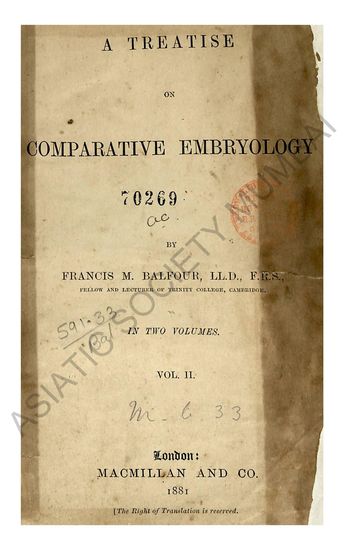 A TREATISE
ON
COMPARATIVE EMBRYOLOGY
70269
ac
BY
FRANCIS M. BALFOUR, LL.D., F.R.S.,
FELLOW AND LECTURER OF TRINITY COLLEGE, CAMBRIDGE.
591.33
Bal
IN TWO VOLUMES.
VOL. II.
33
London:
MACMILLAN AND CO.
1881
[The Right of Translation is reserved.
ASIATIC SOCIETY MUMBAI